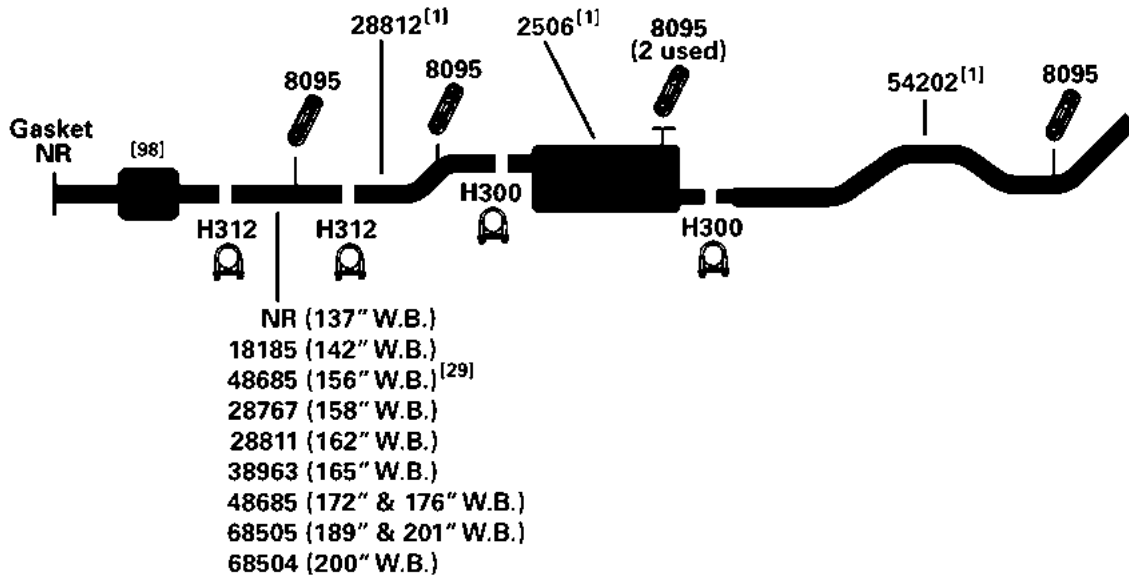 28812[1]
2506[1]
8095
(2 used)
8095
8095
54202[1]
8095
Gasket
NR
[98]
H312
H312
H300
H300
NR (137" W.B.)
18185 (142" W.B.)
48685 (156" W.B.)[29]
28767 (158" W.B.)
28811 (162" W.B.)
38963 (165" W.B.)
48685 (172" & 176" W.B.)
68505 (189" & 201" W.B.)
68504 (200" W.B.)